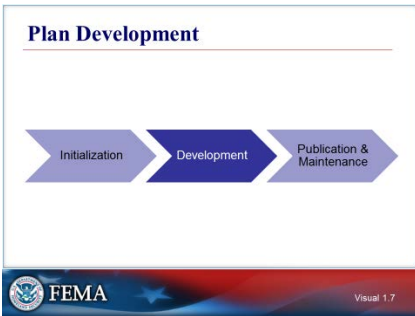 Plan Development
Initialization
Development
Publication &
Maintenance
FEMA
Visual 1.7